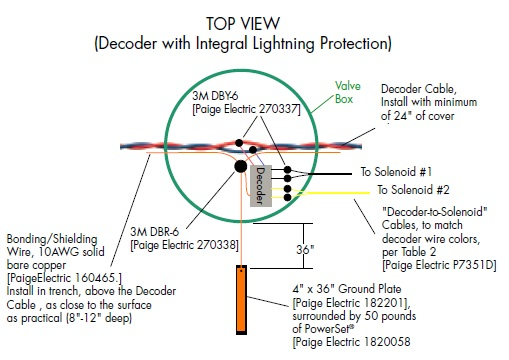 TOP VIEW
(Decoder with Integral Lightning Protection)
3M DBY-6
[Paige Electric 270337]
Valve
Box
Decoder Cable,
Install with minimum
of 24" of cover
Decoder
To Solenoid #1
To Solenoid #2
"Decoder-to-Solenoid"
Cables, to match
decoder wire colors,
per Table 2
[Paige Electric P7351D]
3M DBR-6
[Paige Electric 270338]
36"
Bonding/Shielding
Wire, 10AWG solid
bare copper
[PaigeElectric 160465.]
Install in trench, above the Decoder
Cable , as close to the surface
as practical (8"-12" deep)
4" x 36" Ground Plate
[Paige Electric 182201],
surrounded by 50 pounds
of PowerSet®
[Paige Electric 1820058